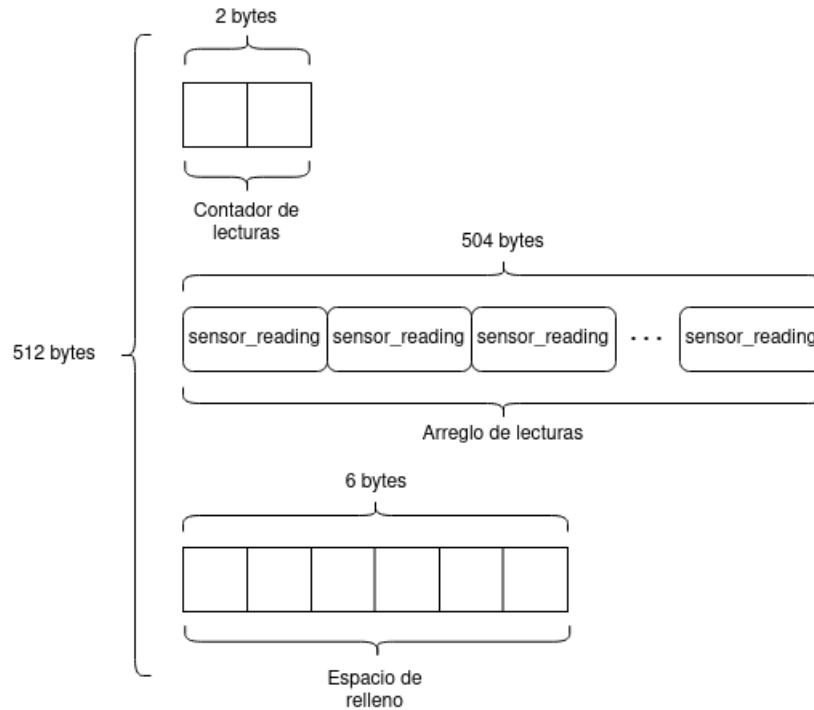 2 bytes
Contador de
lecturas
504 bytes
sensor_reading sensor_reading sensor_reading ... sensor_reading
512 bytes
Arreglo de lecturas
6 bytes
Espacio de
relleno